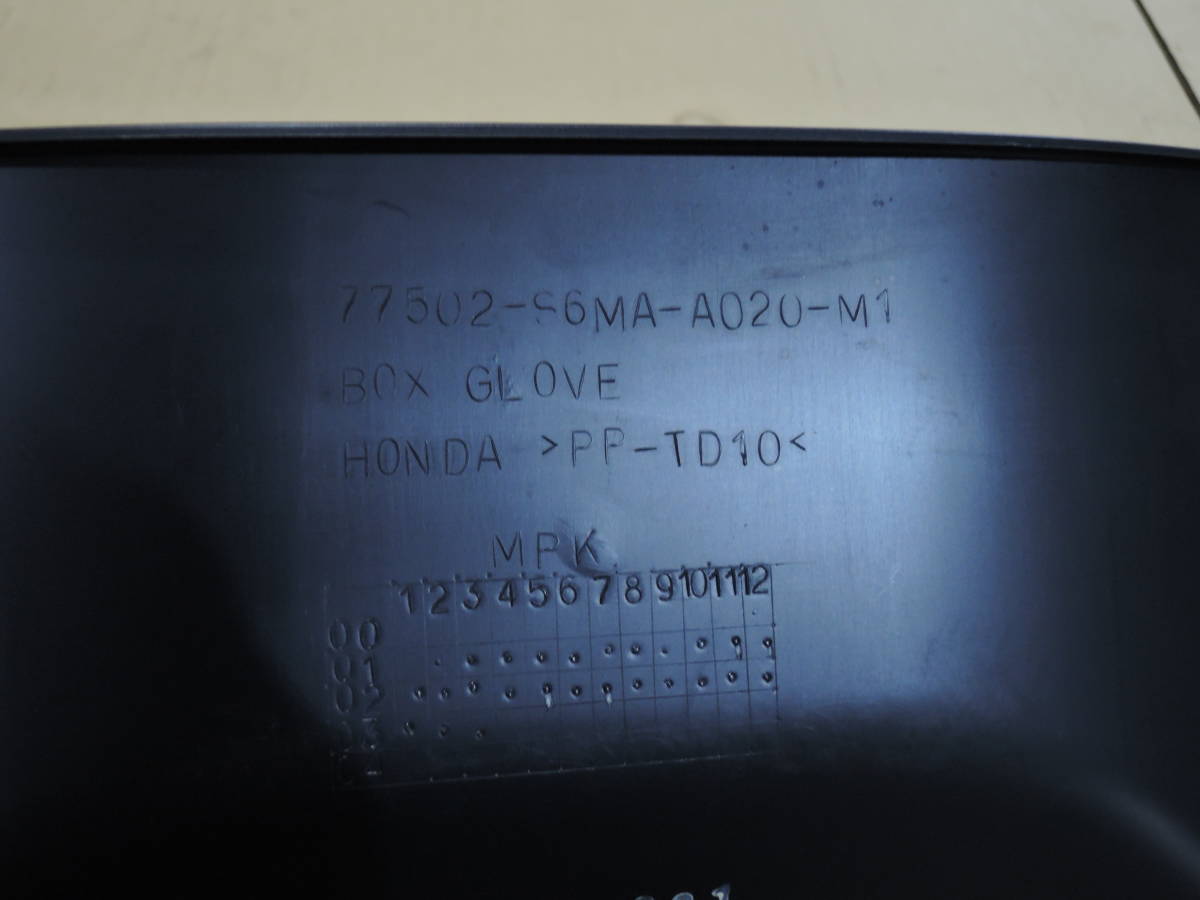 77502-S6MA-A020-M1
BOX GLOVE
HONDA >PP-TD10<
MPK
1 2 3 4 5 6 7 8 9 10 11 12
00
01
02
03